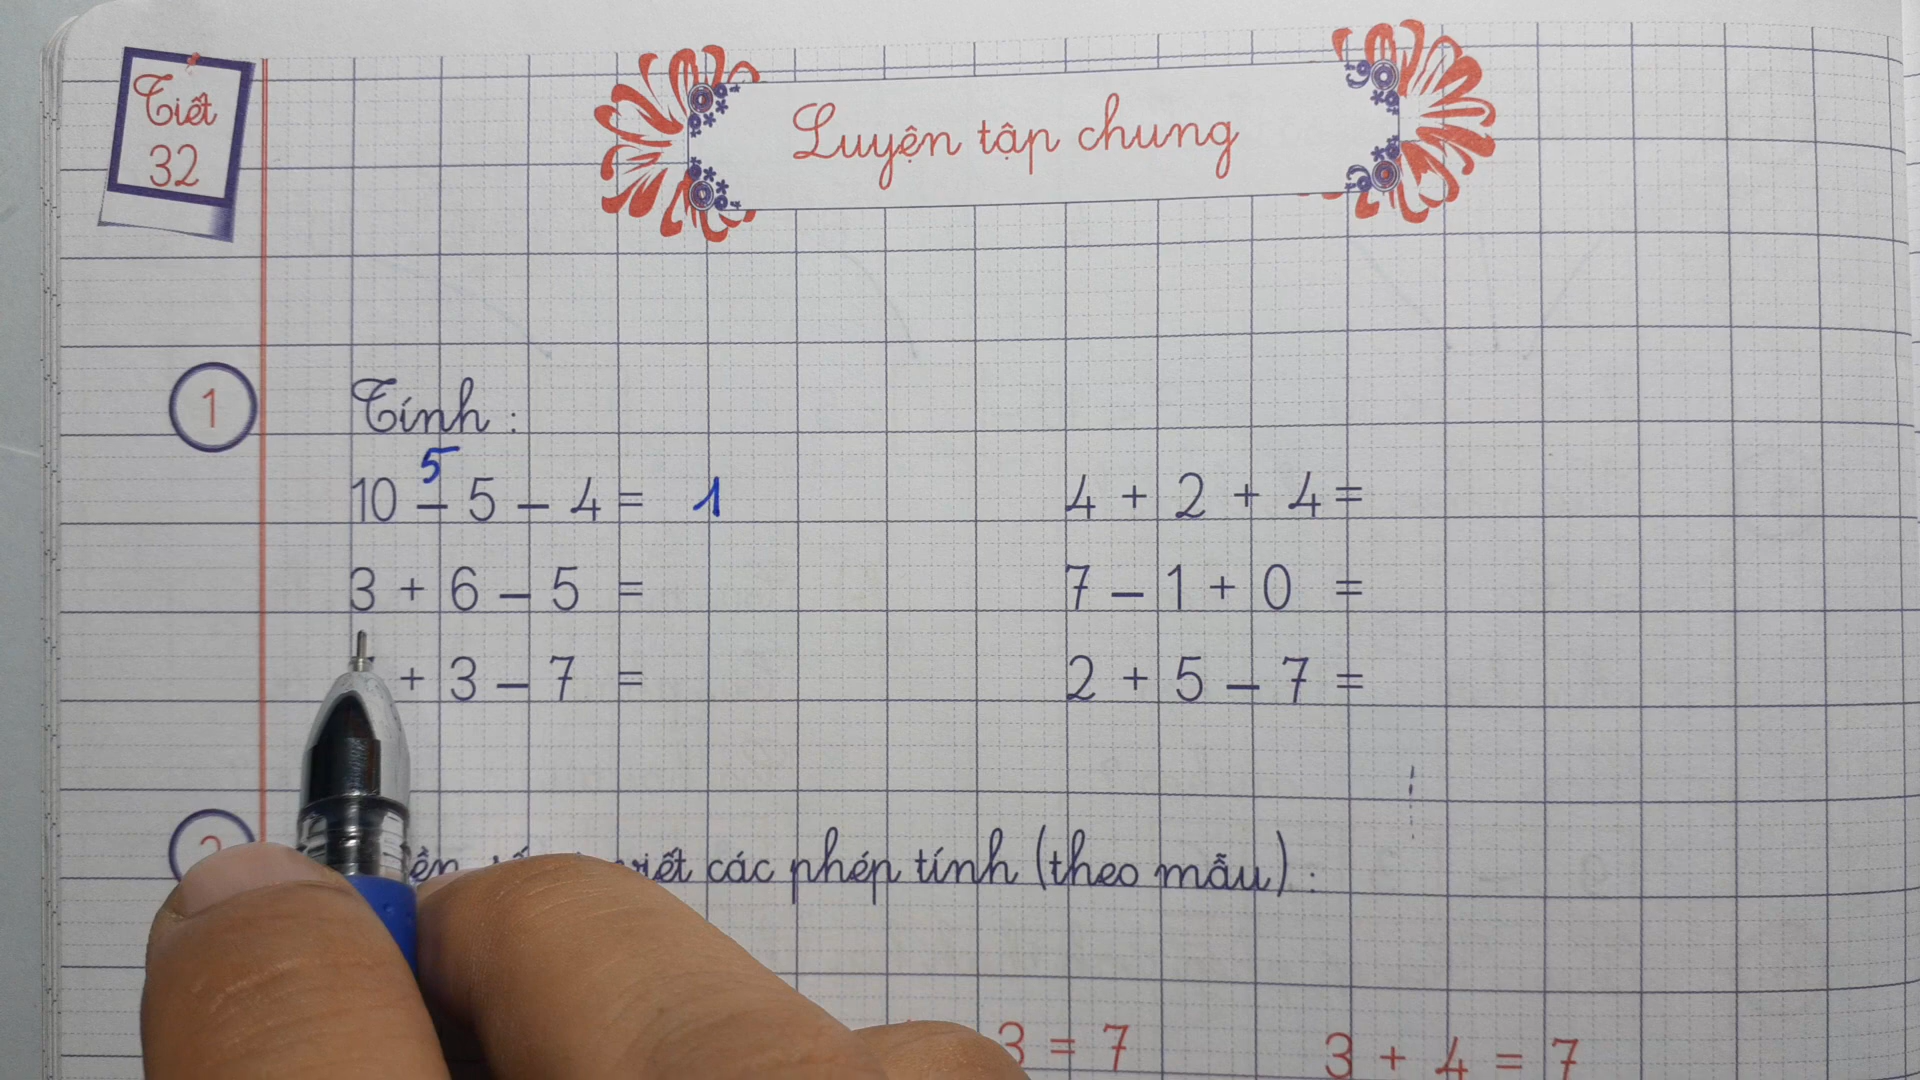 Tiết
32
Luyện tập chung
1
Tính :
5
10 – 5 – 4 = 1
4 + 2 + 4 =
3 + 6 – 5 =
7 – 1 + 0 =
+ 3 – 7 =
2 + 5 – 7 =
viết các phép tính (theo mẫu) :
3 = 7
3 + 4 = 7